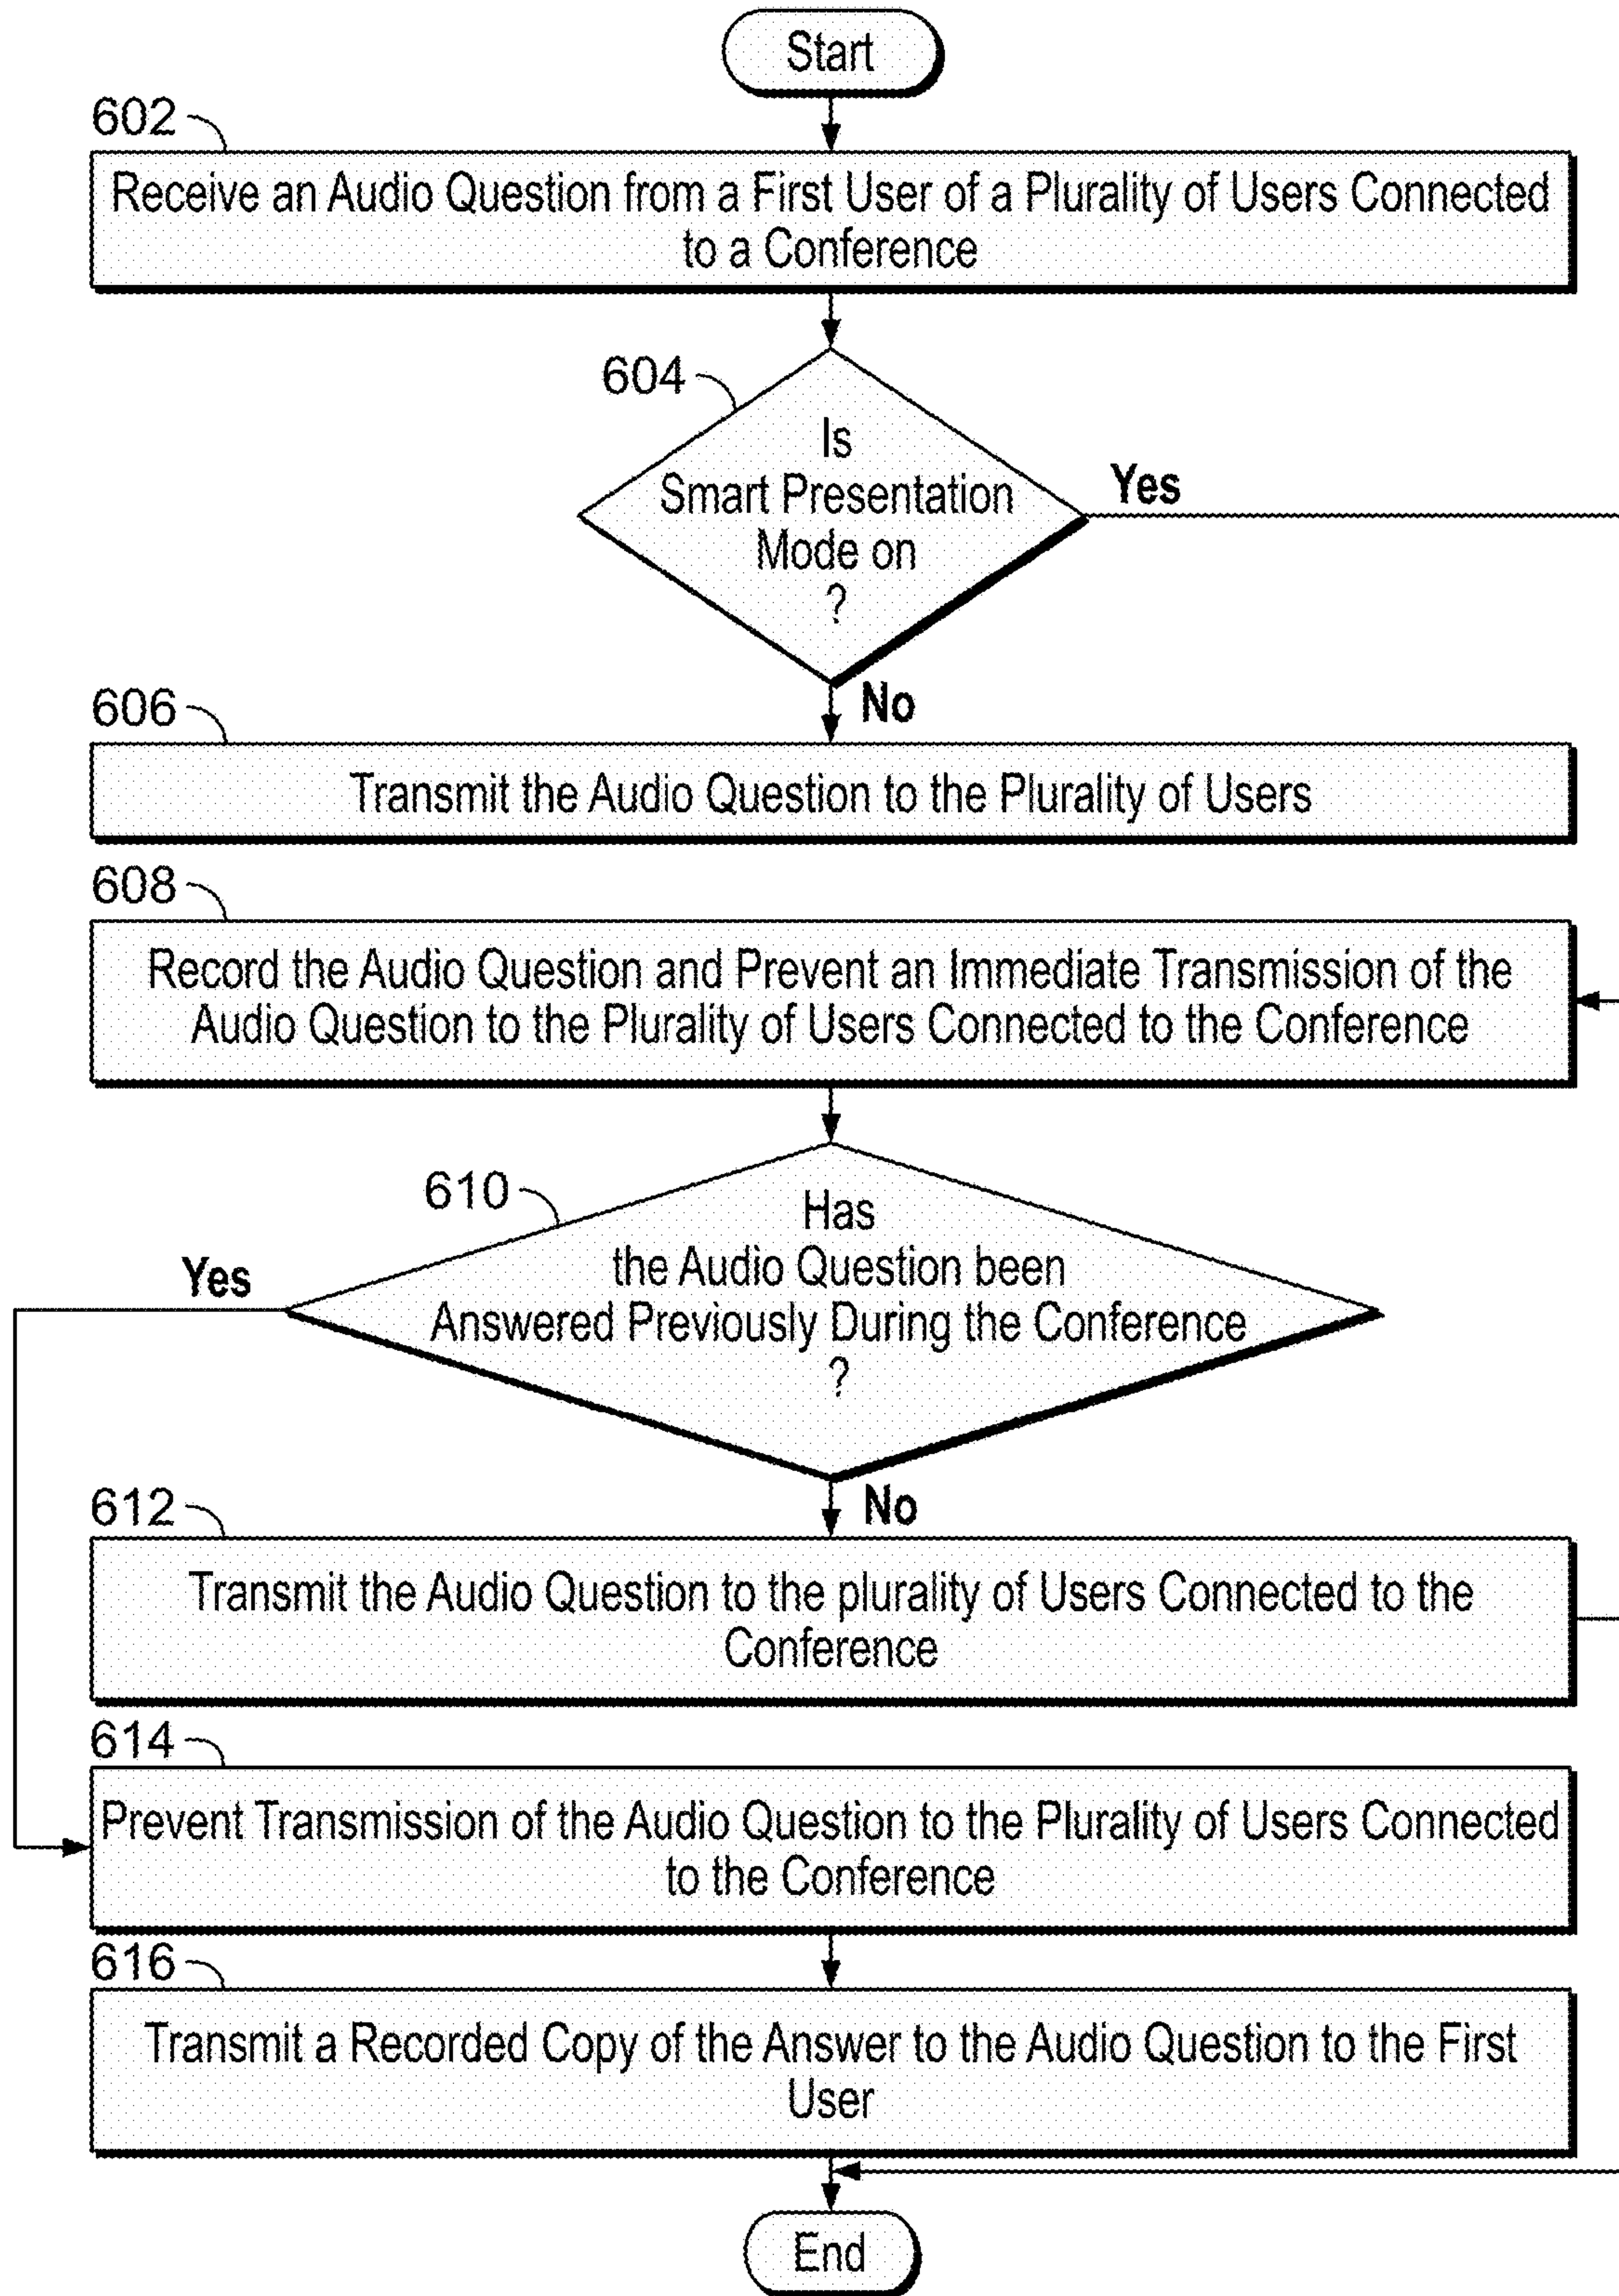 Start
602
Receive an Audio Question from a First User of a Plurality of Users Connected
to a Conference
604
Is
Smart Presentation
Mode on
?
Yes
No
606
Transmit the Audio Question to the Plurality of Users
608
Record the Audio Question and Prevent an Immediate Transmission of the
Audio Question to the Plurality of Users Connected to the Conference
610
Has
the Audio Question been
Answered Previously During the Conference
?
Yes
No
612
Transmit the Audio Question to the plurality of Users Connected to the
Conference
614
Prevent Transmission of the Audio Question to the Plurality of Users Connected
to the Conference
616
Transmit a Recorded Copy of the Answer to the Audio Question to the First
User
End